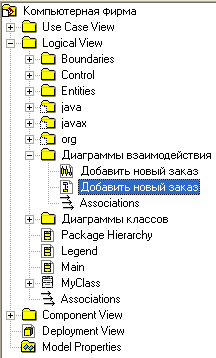 Компьютерная фирма
Use Case View
Logical View
Boundaries
Control
Entities
java
javax
org
Диаграммы взаимодействия
Добавить новый заказ
Добавить новый заказ
Associations
Диаграммы классов
Package Hierarchy
Legend
Main
MyClass
Associations
Component View
Deployment View
Model Properties